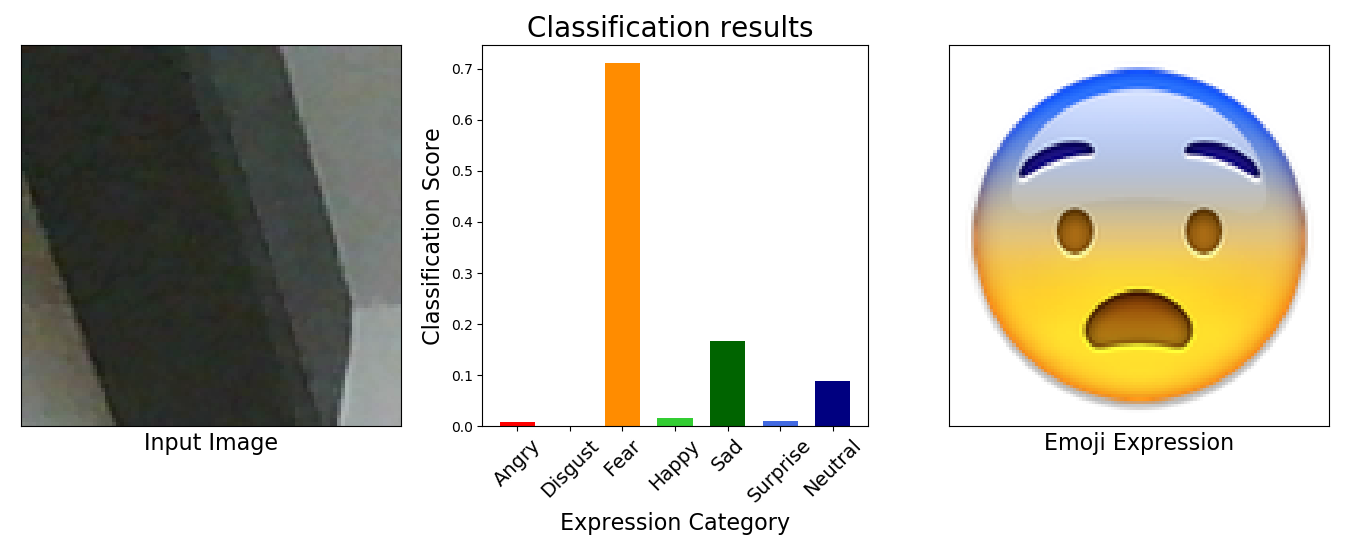 Classification results
Classification Score
0.7
0.6
0.5
0.4
0.3
0.2
0.1
0.0
Angry
Disgust
Fear
Happy
Sad
Surprise
Neutral
Input Image
Expression Category
Emoji Expression